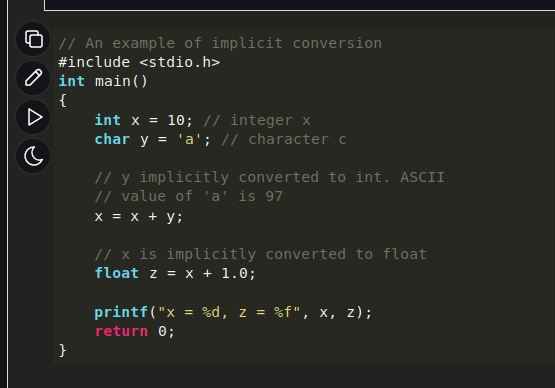 // An example of implicit conversion
#include <stdio.h>
int main()
{
    int x = 10; // integer x
    char y = 'a'; // character c

    // y implicitly converted to int. ASCII
    // value of 'a' is 97
    x = x + y;

    // x is implicitly converted to float
    float z = x + 1.0;

    printf("x = %d, z = %f", x, z);
    return 0;
}